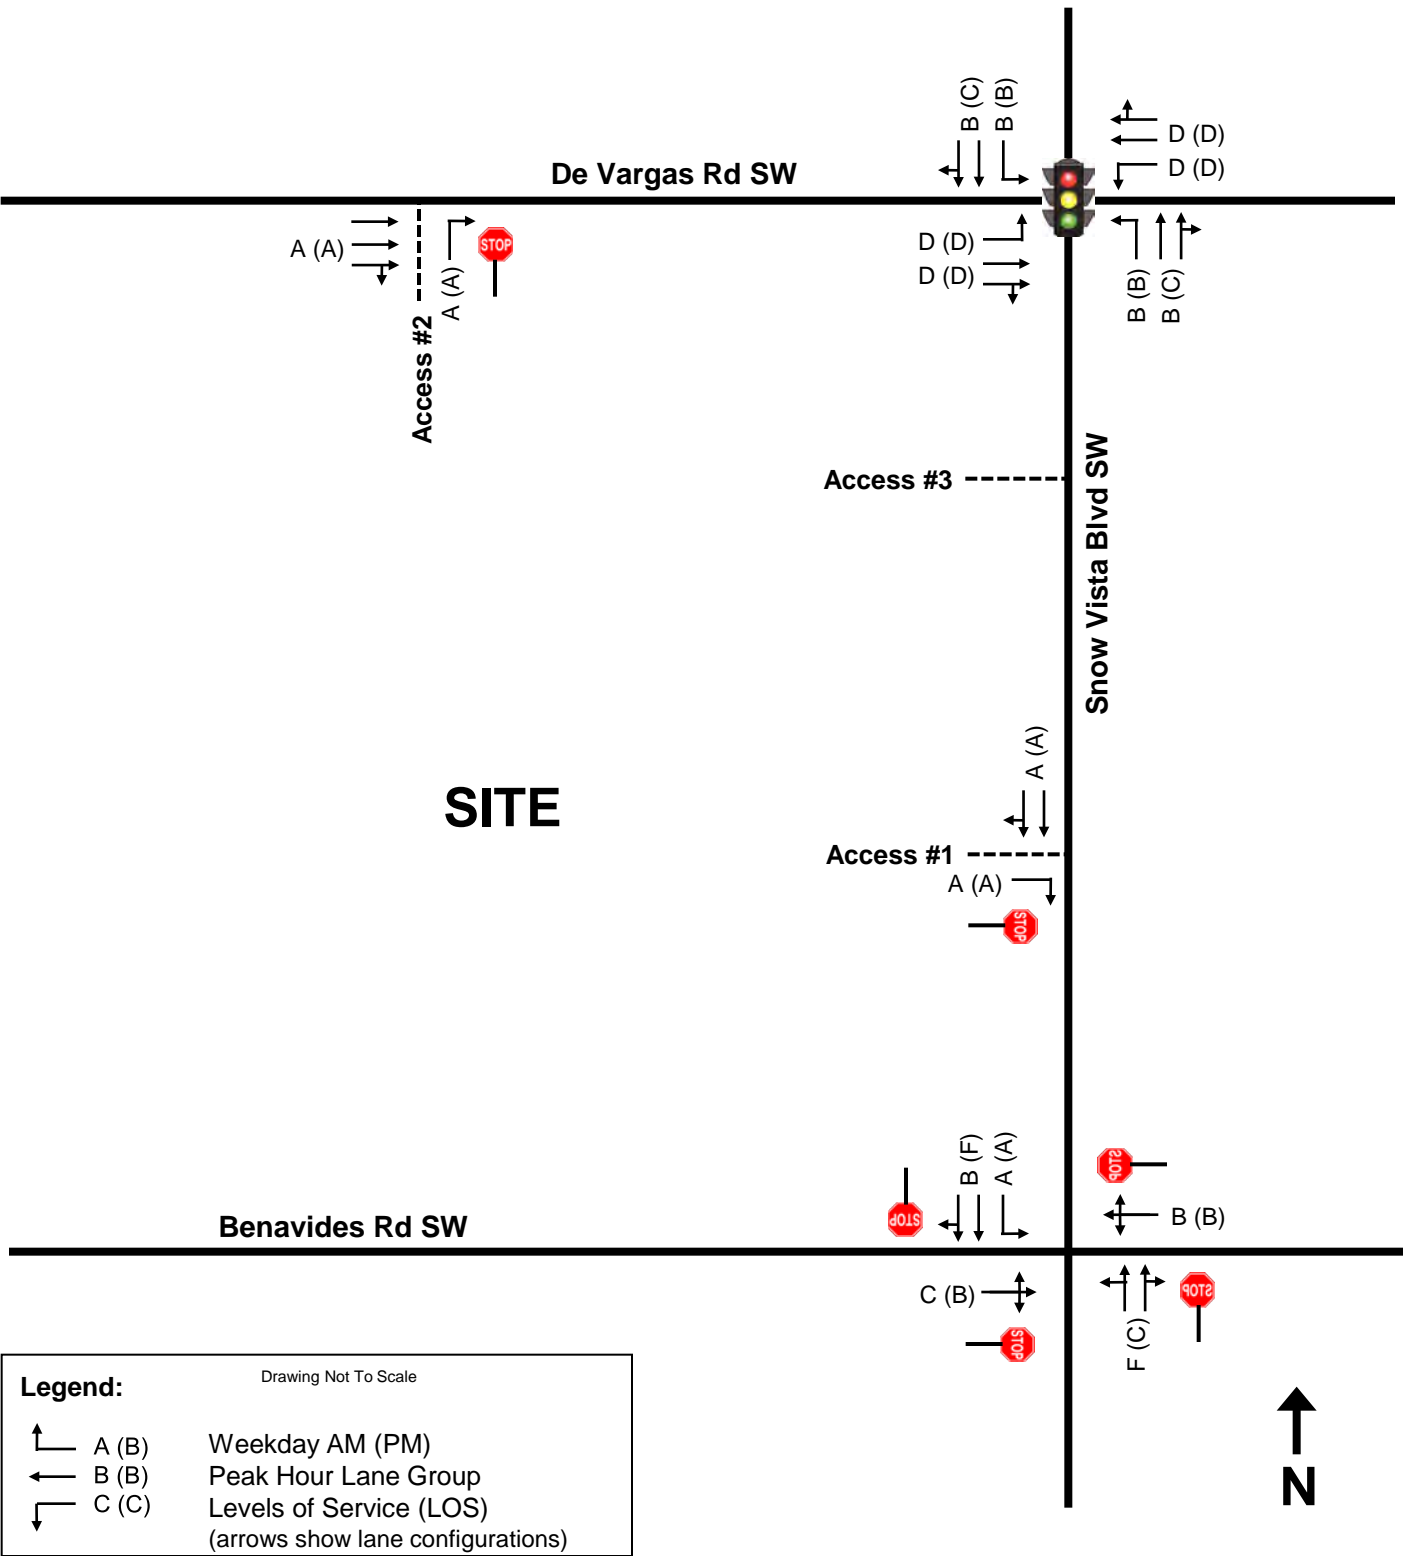 B (C)
B (B)
D (D)
De Vargas Rd SW
D (D)
A (A)
STOP
D (D)
D (D)
A (A)
B (B)
B (C)
Access #2
Access #3
Snow Vista Blvd SW
A (A)
SITE
Access #1
A (A)
STOP
B (F)
A (A)
STOP
STOP
Benavides Rd SW
B (B)
C (B)
STOP
STOP
F (C)
Drawing Not To Scale
Legend:
A (B)
Weekday AM (PM)
B (B)
Peak Hour Lane Group
C (C)
Levels of Service (LOS)
(arrows show lane configurations)
N